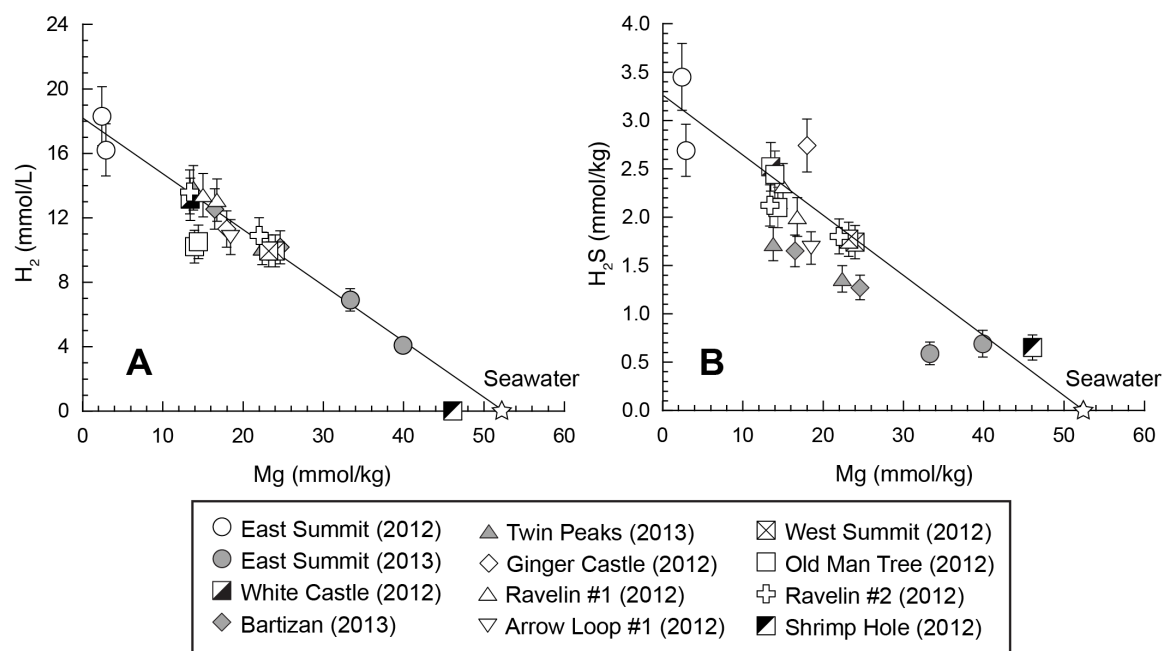 24
20
16
12
8
4
0
H₂ (mmol/L)
A
Seawater
0 10 20 30 40 50 60
Mg (mmol/kg)
4.0
3.5
3.0
2.5
2.0
1.5
1.0
0.5
0.0
H₂S (mmol/kg)
B
Seawater
0 10 20 30 40 50 60
Mg (mmol/kg)
East Summit (2012)
East Summit (2013)
White Castle (2012)
Bartizan (2013)
Twin Peaks (2013)
Ginger Castle (2012)
Ravelin #1 (2012)
Arrow Loop #1 (2012)
West Summit (2012)
Old Man Tree (2012)
Ravelin #2 (2012)
Shrimp Hole (2012)